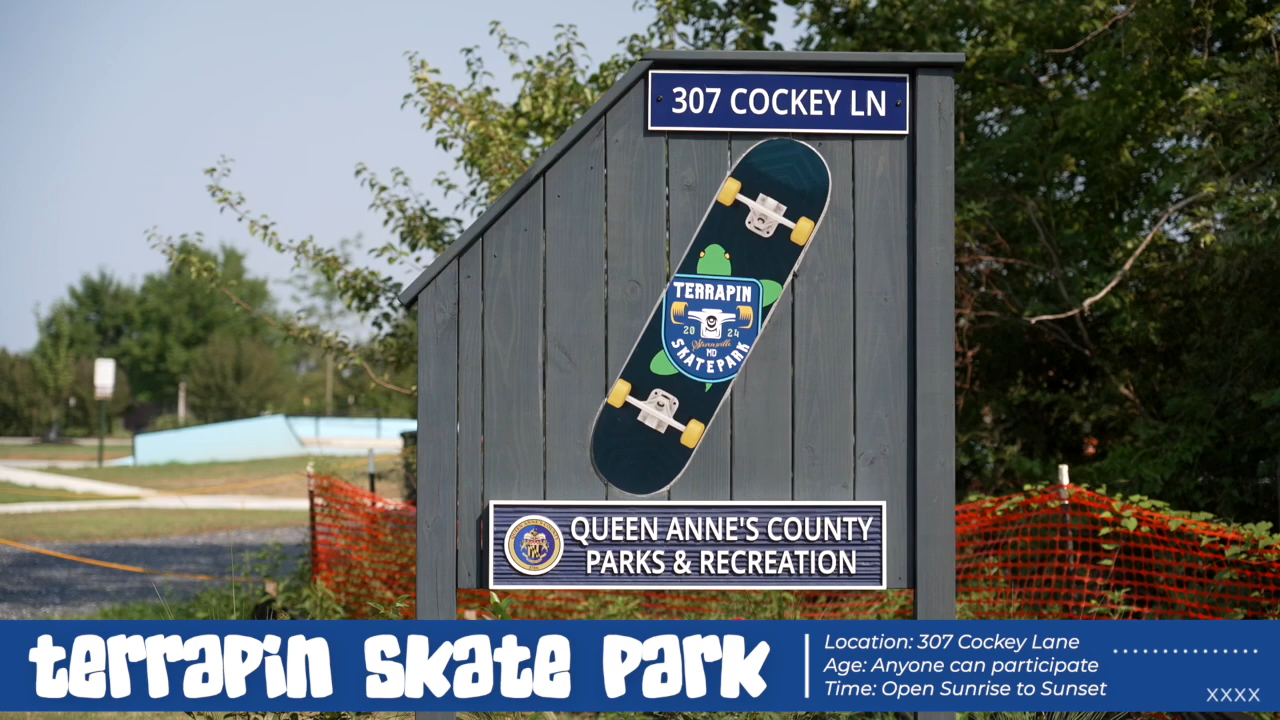 307 COCKEY LN
TERRAPIN
20 24
Stevensville
MD
SKATEPARK
QUEEN ANNE'S COUNTY
PARKS & RECREATION
terrapin skate park
Location: 307 Cockey Lane
Age: Anyone can participate
Time: Open Sunrise to Sunset
XXXX